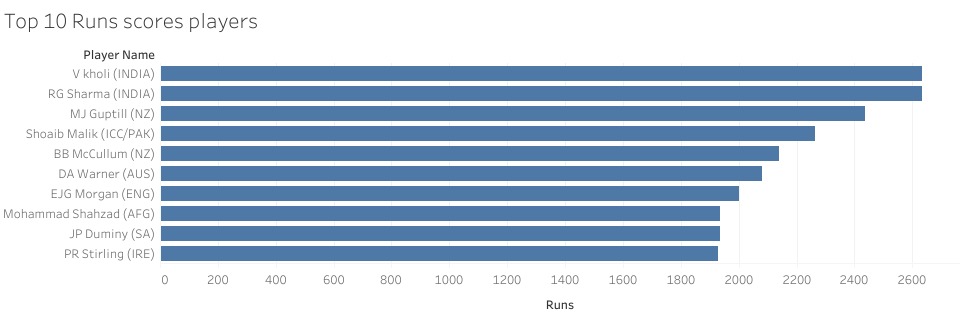 Top 10 Runs scores players
Player Name
V kholi (INDIA)
RG Sharma (INDIA)
MJ Guptill (NZ)
Shoaib Malik (ICC/PAK)
BB McCullum (NZ)
DA Warner (AUS)
EJG Morgan (ENG)
Mohammad Shahzad (AFG)
JP Duminy (SA)
PR Stirling (IRE)
0 200 400 600 800 1000 1200 1400 1600 1800 2000 2200 2400 2600
Runs